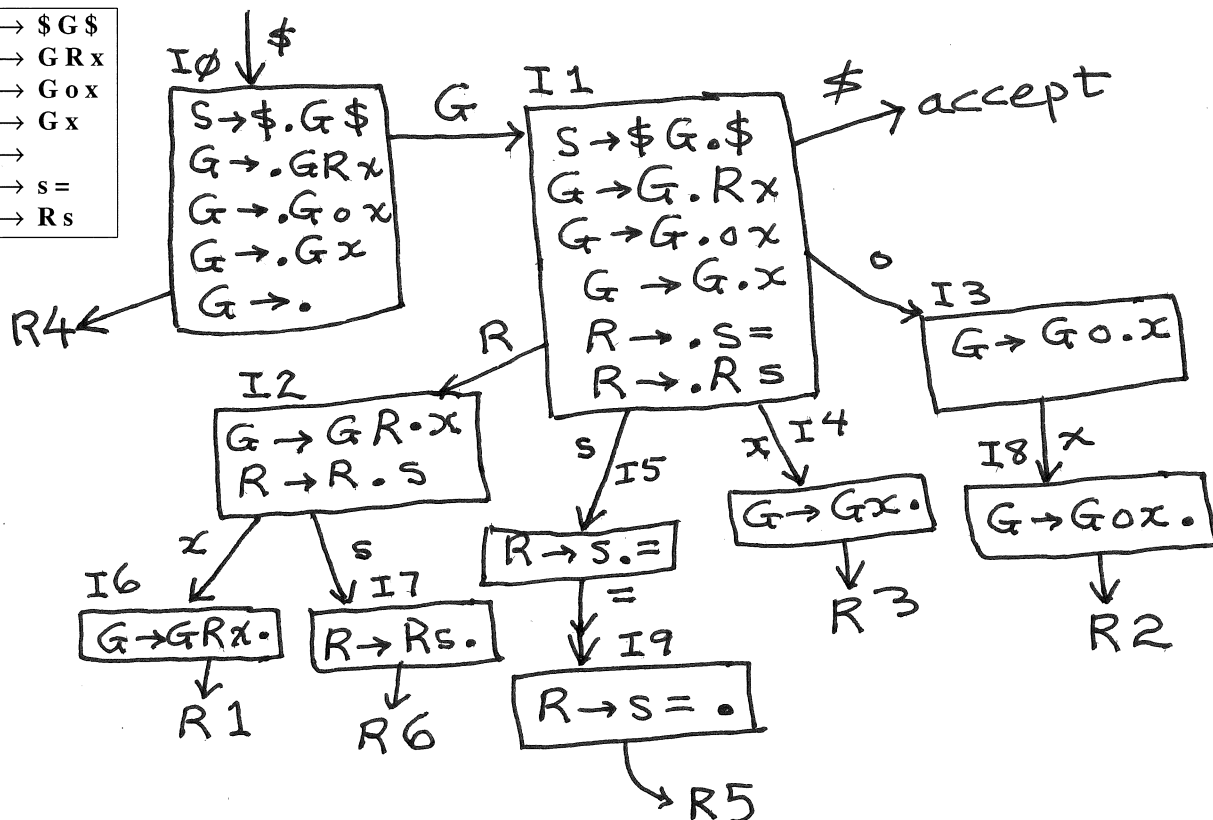 → $ G $
→ G R x
→ G o x
→ G x
→
→ s =
→ R s
$
IØ
S→$.G$
G→.GRx
G→.Gox
G→.Gx
G→.
R4
G
I1
S→$G.$
G→G.Rx
G→G.ox
G→G.x
R→.s=
R→.Rs
$
accept
o
I3
G→Go.x
R
I2
G→GR.x
R→R.s
s
I5
x
I4
I8
x
R→s.=
G→Gx.
G→Gox.
x
I6
s
I7
=
I9
R3
R2
G→GRx.
R→Rs.
R→s=.
R1
R6
R5